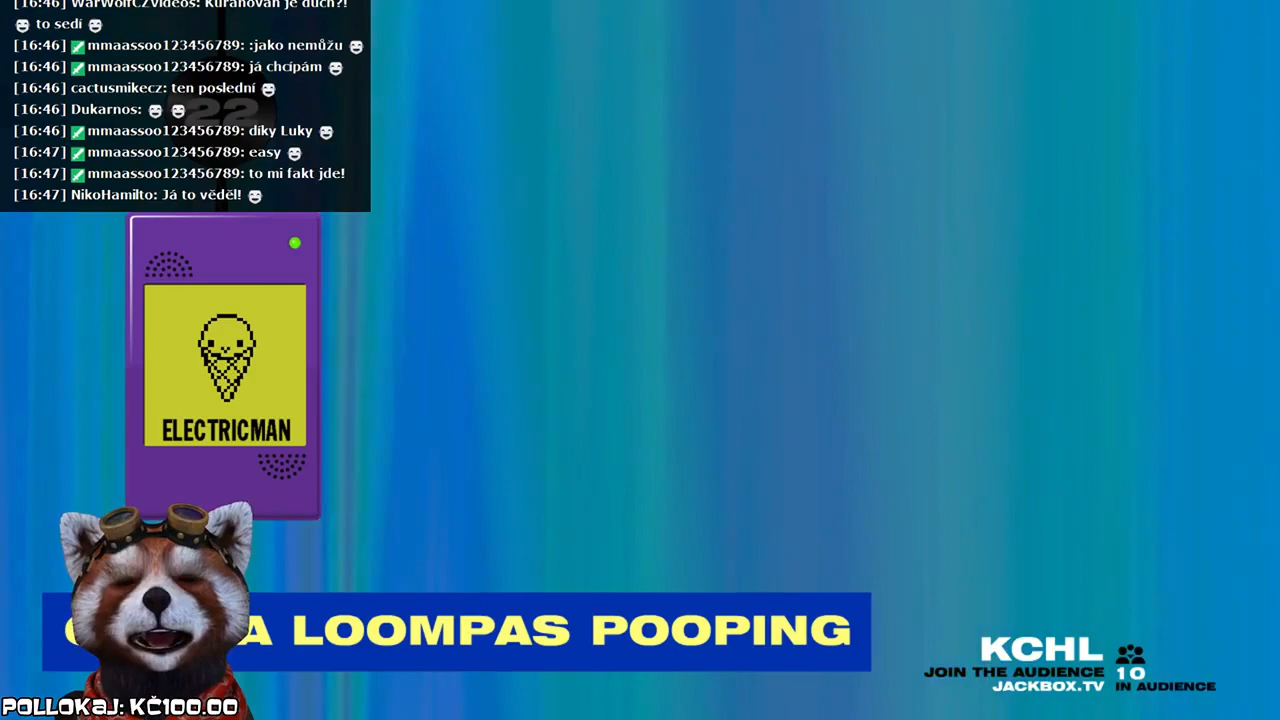 [16:46] WarWolfCZvideos: Kuřanován je duch?!
to sedí
[16:46] mmaassoo123456789: :jako nemůžu
[16:46] mmaassoo123456789: já chcípám
[16:46] cactusmikecz: ten poslední
[16:46] Dukarnos:
22
[16:46] mmaassoo123456789: díky Luky
[16:47] mmaassoo123456789: easy
[16:47] mmaassoo123456789: to mi fakt jde!
[16:47] NikoHamilto: Já to věděl!
ELECTRICMAN
LOOMPAS POOPING
KCHL
JOIN THE AUDIENCE
JACKBOX.TV
10
IN AUDIENCE
POLLOKAJ: KČ100.00